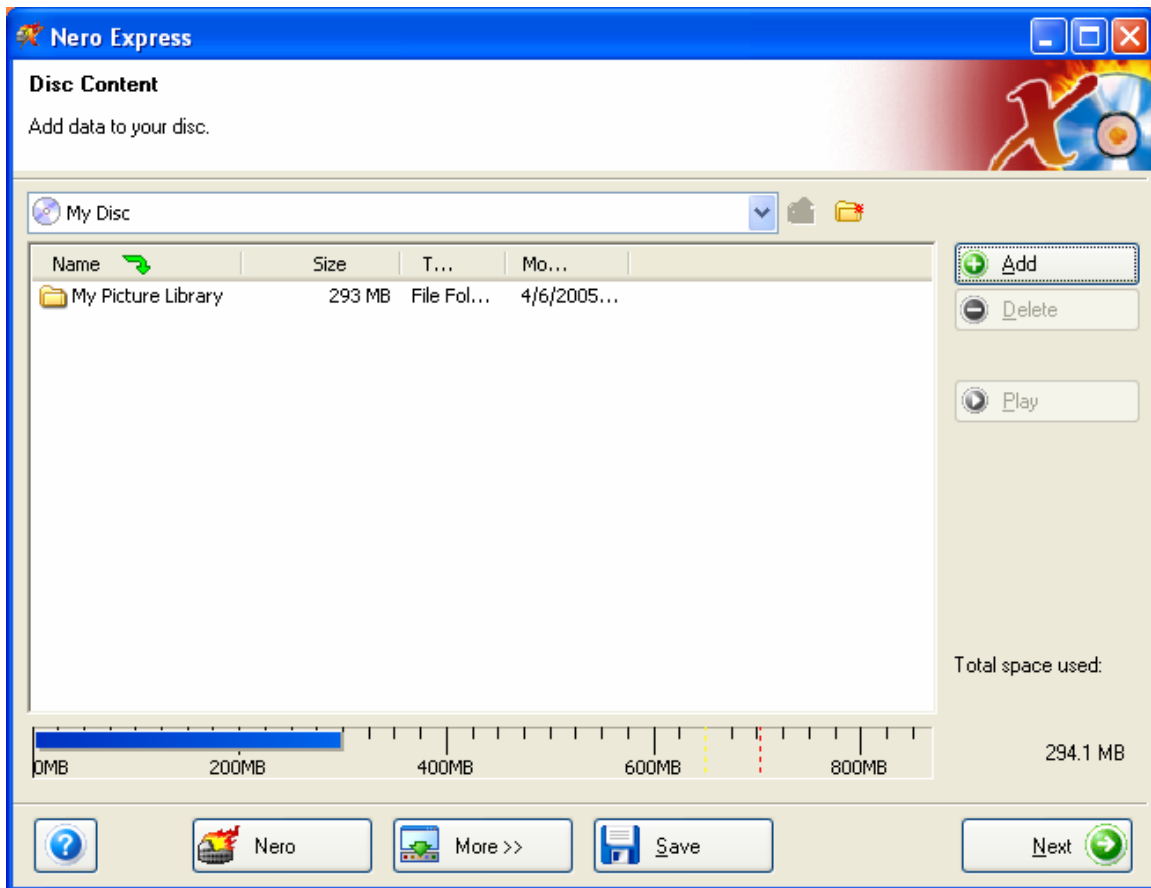 Nero Express
Disc Content
Add data to your disc.
My Disc
Name Size T... Mo...
My Picture Library 293 MB File Fol... 4/6/2005...
Add
Delete
Play
Total space used:
0MB 200MB 400MB 600MB 800MB
294.1 MB
Nero More >> Save Next